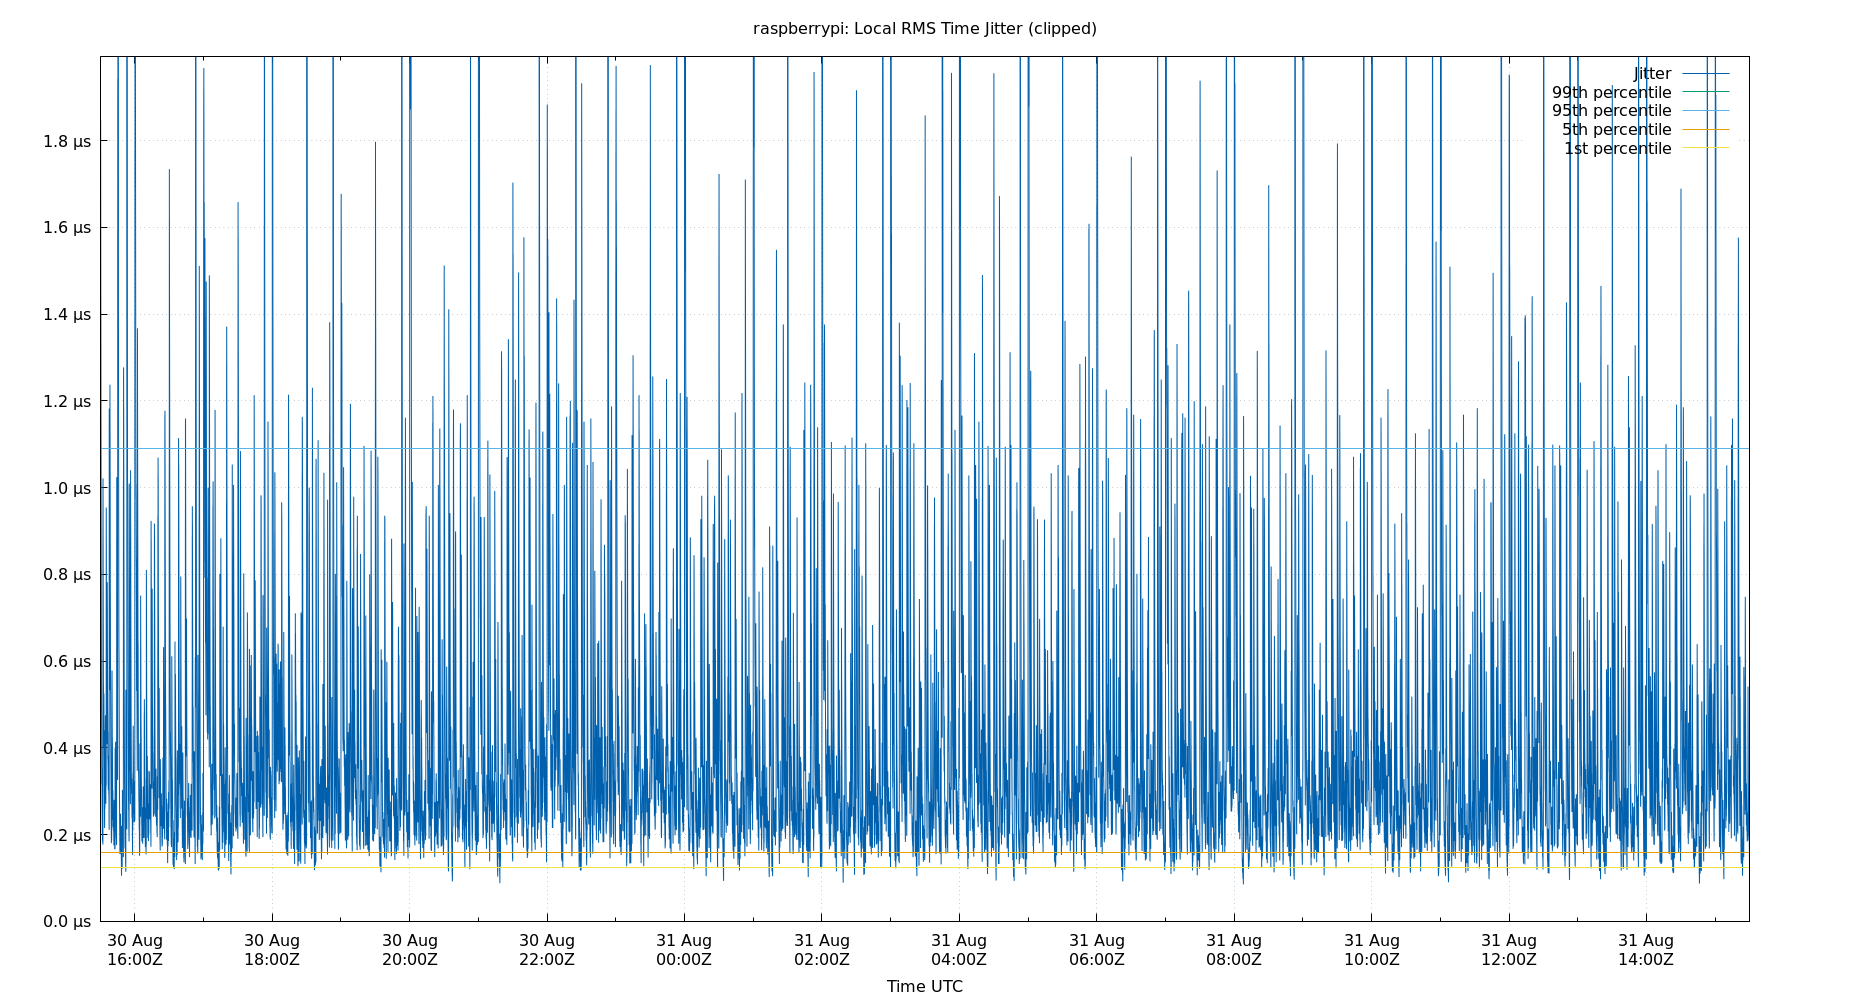 raspberrypi: Local RMS Time Jitter (clipped)
Jitter
99th percentile
95th percentile
5th percentile
1st percentile
1.8 μs
1.6 μs
1.4 μs
1.2 μs
1.0 μs
0.8 μs
0.6 μs
0.4 μs
0.2 μs
0.0 μs
30 Aug 30 Aug 30 Aug 30 Aug 31 Aug 31 Aug 31 Aug 31 Aug 31 Aug 31 Aug 31 Aug 31 Aug
16:00Z 18:00Z 20:00Z 22:00Z 00:00Z 02:00Z 04:00Z 06:00Z 08:00Z 10:00Z 12:00Z 14:00Z
Time UTC